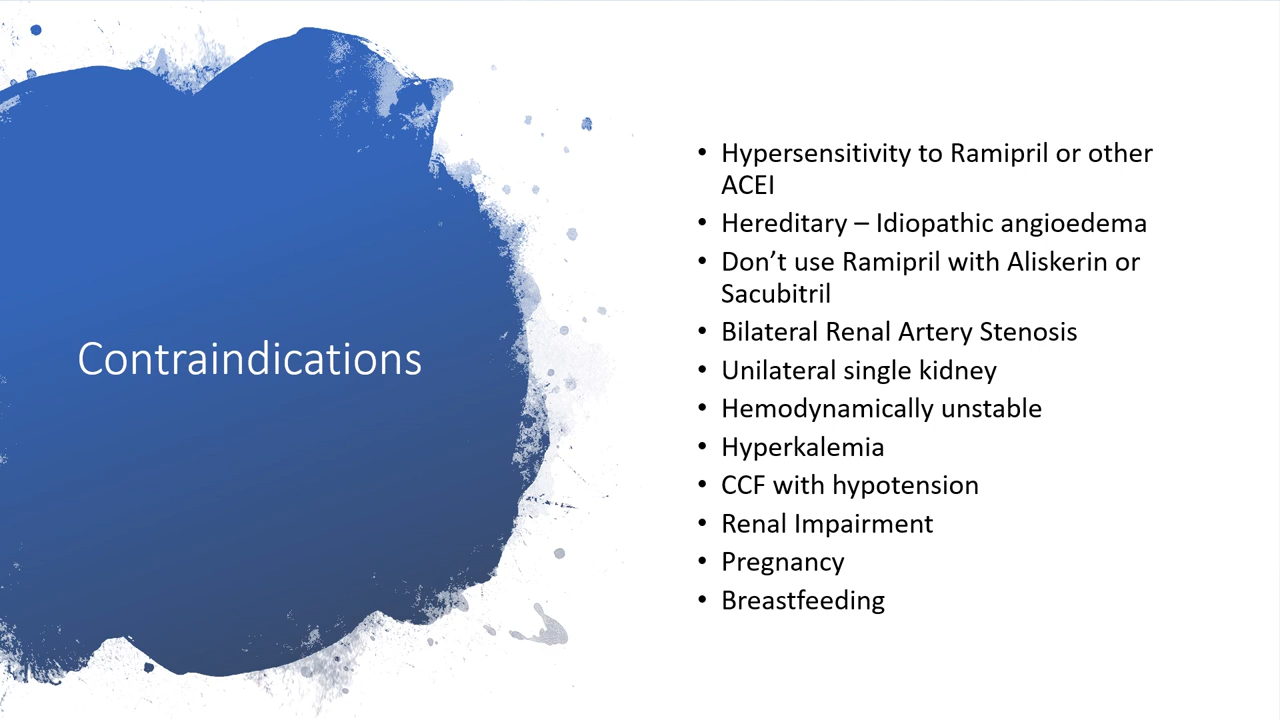 Contraindications
• Hypersensitivity to Ramipril or other
ACEI
• Hereditary – Idiopathic angioedema
• Don’t use Ramipril with Aliskerin or
Sacubitril
• Bilateral Renal Artery Stenosis
• Unilateral single kidney
• Hemodynamically unstable
• Hyperkalemia
• CCF with hypotension
• Renal Impairment
• Pregnancy
• Breastfeeding